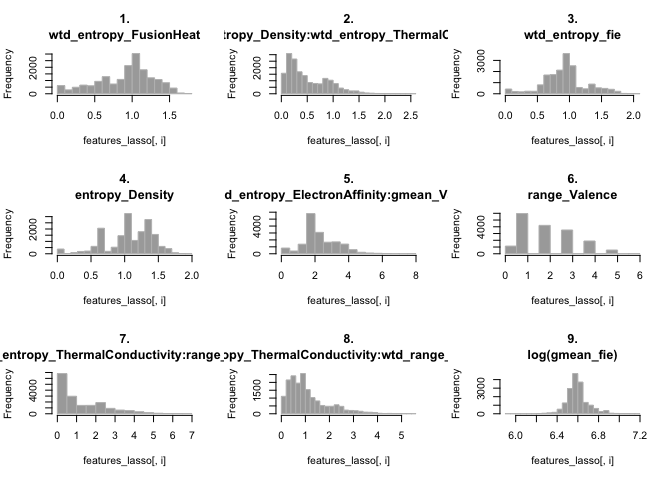 1.
wtd_entropy_FusionHeat
Frequency
0 2000
0.0 0.5 1.0 1.5
features_lasso[, i]
2.
tropy_Density:wtd_entropy_ThermalC
Frequency
0 2000
0.0 0.5 1.0 1.5 2.0 2.5
features_lasso[, i]
3.
wtd_entropy_fie
Frequency
0 3000
0.0 0.5 1.0 1.5 2.0
features_lasso[, i]
4.
entropy_Density
Frequency
0 2000
0.0 0.5 1.0 1.5 2.0
features_lasso[, i]
5.
d_entropy_ElectronAffinity:gmean_V
Frequency
0 4000
0 2 4 6 8
features_lasso[, i]
6.
range_Valence
Frequency
0 4000
0 1 2 3 4 5 6
features_lasso[, i]
7.
_entropy_ThermalConductivity:range
Frequency
0 4000
0 1 2 3 4 5 6 7
features_lasso[, i]
8.
opy_ThermalConductivity:wtd_range_
Frequency
0 1500
0 1 2 3 4 5
features_lasso[, i]
9.
log(gmean_fie)
Frequency
0 3000
6.0 6.4 6.8 7.2
features_lasso[, i]